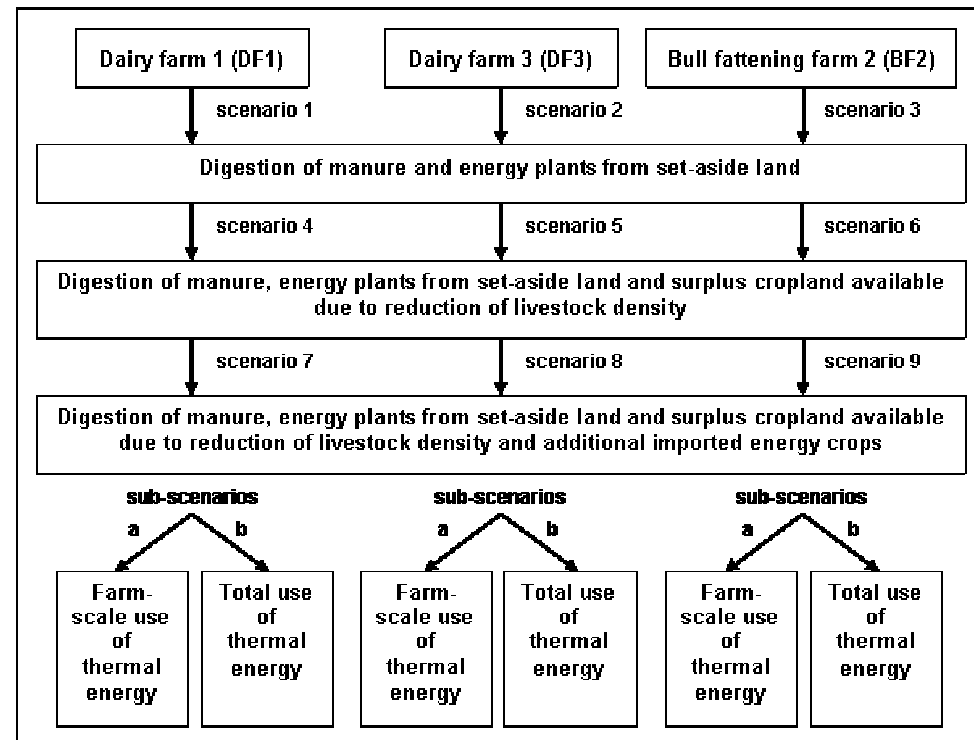 Dairy farm 1 (DF1)
Dairy farm 3 (DF3)
Bull fattening farm 2 (BF2)
scenario 1
scenario 2
scenario 3
Digestion of manure and energy plants from set-aside land
scenario 4
scenario 5
scenario 6
Digestion of manure, energy plants from set-aside land and surplus cropland available
due to reduction of livestock density
scenario 7
scenario 8
scenario 9
Digestion of manure, energy plants from set-aside land and surplus cropland available
due to reduction of livestock density and additional imported energy crops
sub-scenarios
a
b
sub-scenarios
a
b
sub-scenarios
a
b
Farm-
scale use
of
thermal
energy
Total use
of
thermal
energy
Farm-
scale use
of
thermal
energy
Total use
of
thermal
energy
Farm-
scale use
of
thermal
energy
Total use
of
thermal
energy